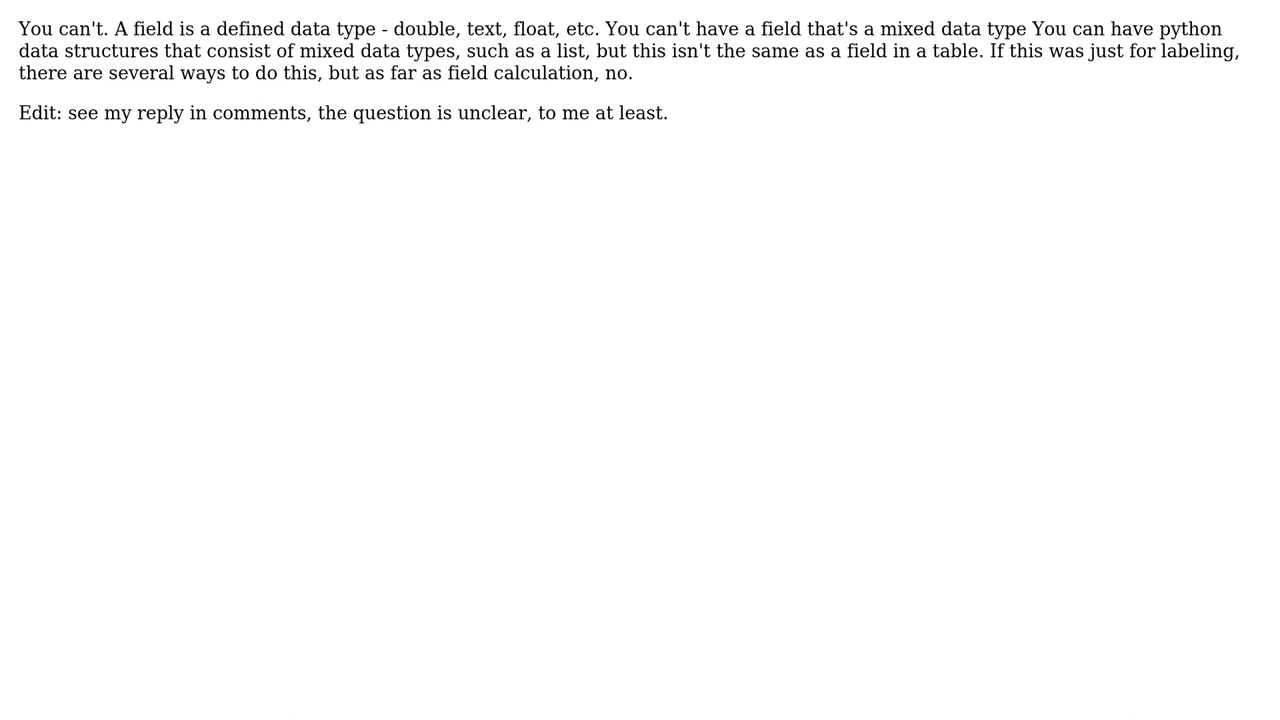 You can't. A field is a defined data type - double, text, float, etc. You can't have a field that's a mixed data type You can have python
data structures that consist of mixed data types, such as a list, but this isn't the same as a field in a table. If this was just for labeling,
there are several ways to do this, but as far as field calculation, no.
Edit: see my reply in comments, the question is unclear, to me at least.